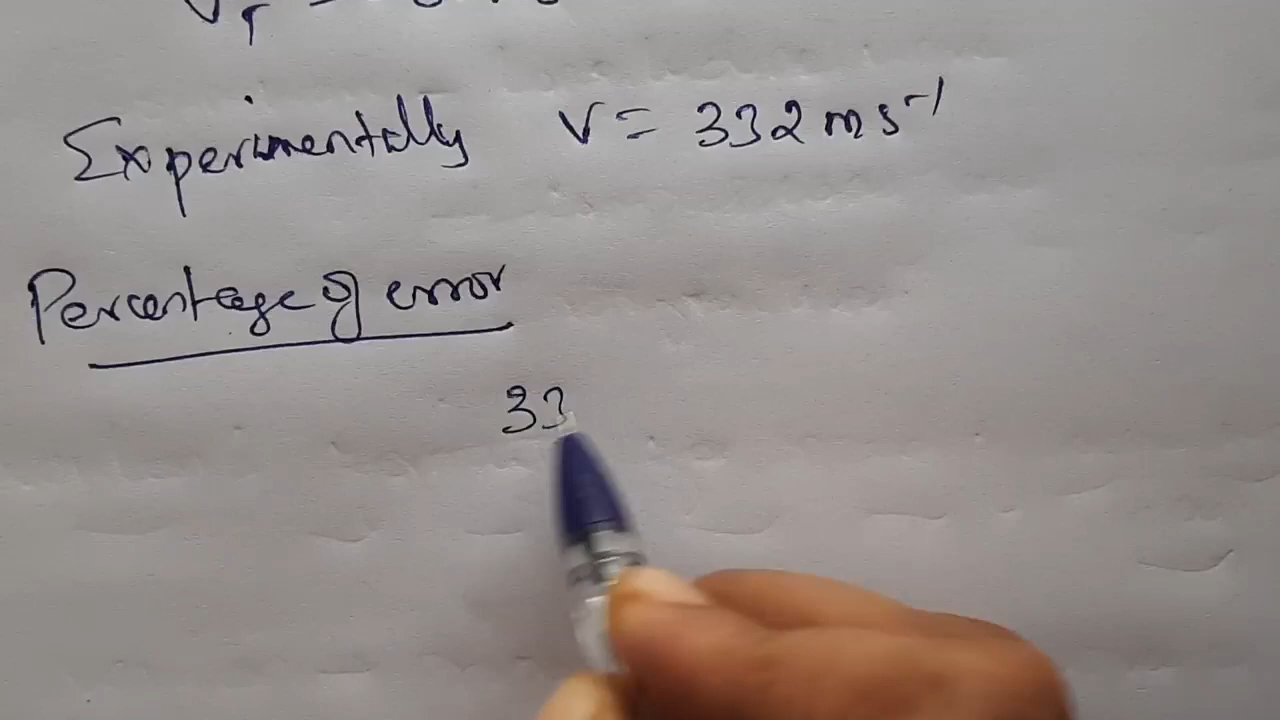 Experimentally V = 332 ms⁻¹
Percentage of error
33